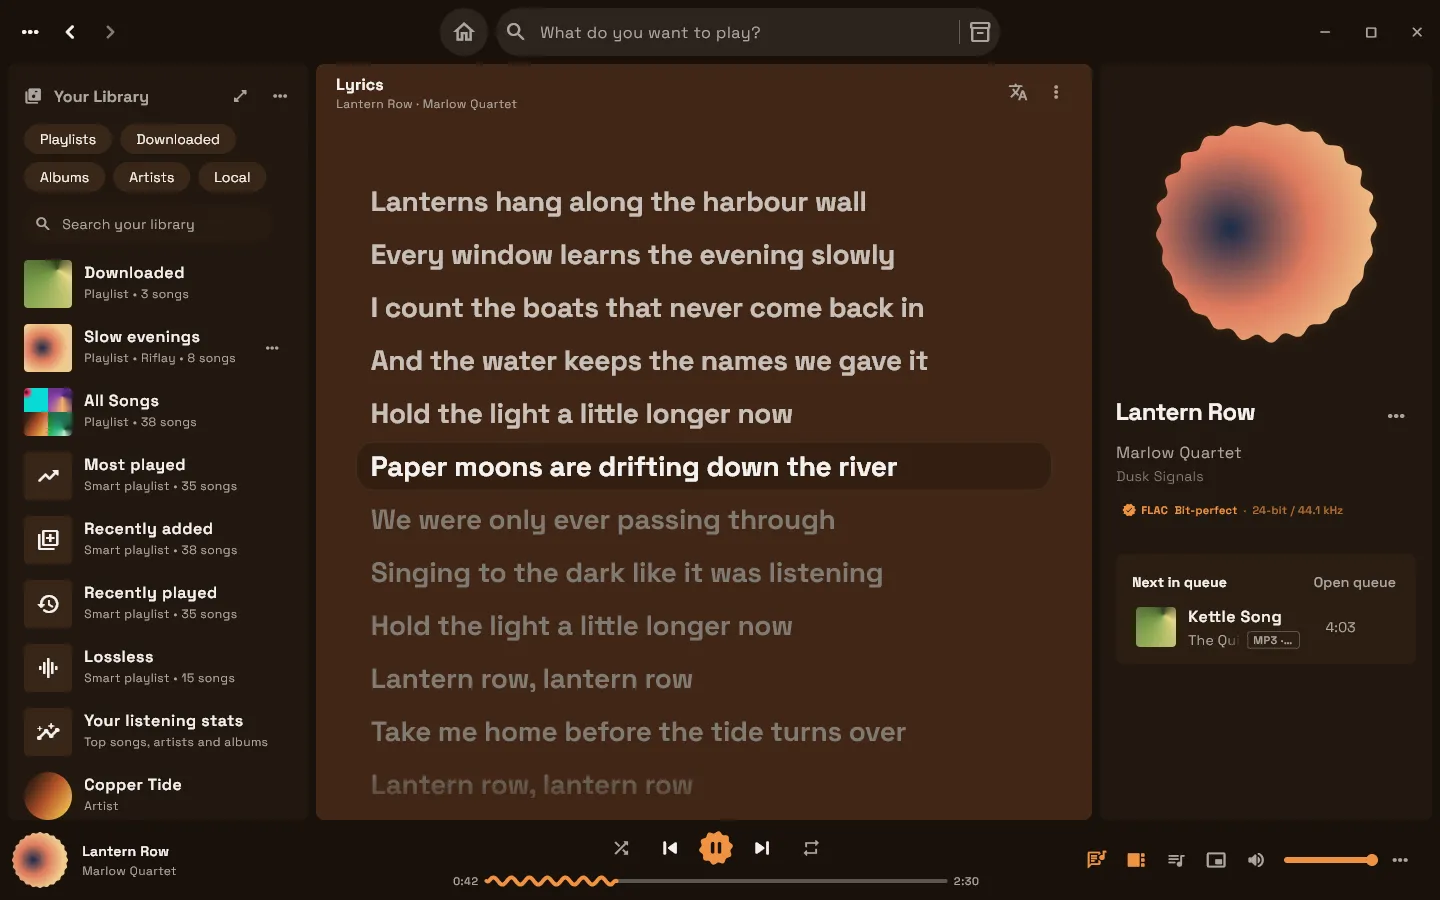 What do you want to play?
Your Library
Playlists
Downloaded
Albums
Artists
Local
Search your library
Downloaded
Playlist • 3 songs
Slow evenings
Playlist • Riflay • 8 songs
All Songs
Playlist • 38 songs
Most played
Smart playlist • 35 songs
Recently added
Smart playlist • 38 songs
Recently played
Smart playlist • 35 songs
Lossless
Smart playlist • 15 songs
Your listening stats
Top songs, artists and albums
Copper Tide
Artist
Lyrics
Lantern Row · Marlow Quartet
Lanterns hang along the harbour wall
Every window learns the evening slowly
I count the boats that never come back in
And the water keeps the names we gave it
Hold the light a little longer now
Paper moons are drifting down the river
We were only ever passing through
Singing to the dark like it was listening
Hold the light a little longer now
Lantern row, lantern row
Take me home before the tide turns over
Lantern row, lantern row
Lantern Row
Marlow Quartet
Dusk Signals
FLAC Bit-perfect · 24-bit / 44.1 kHz
Next in queue
Open queue
Kettle Song
The Qui
MP3 ·…
4:03
Lantern Row
Marlow Quartet
0:42
2:30